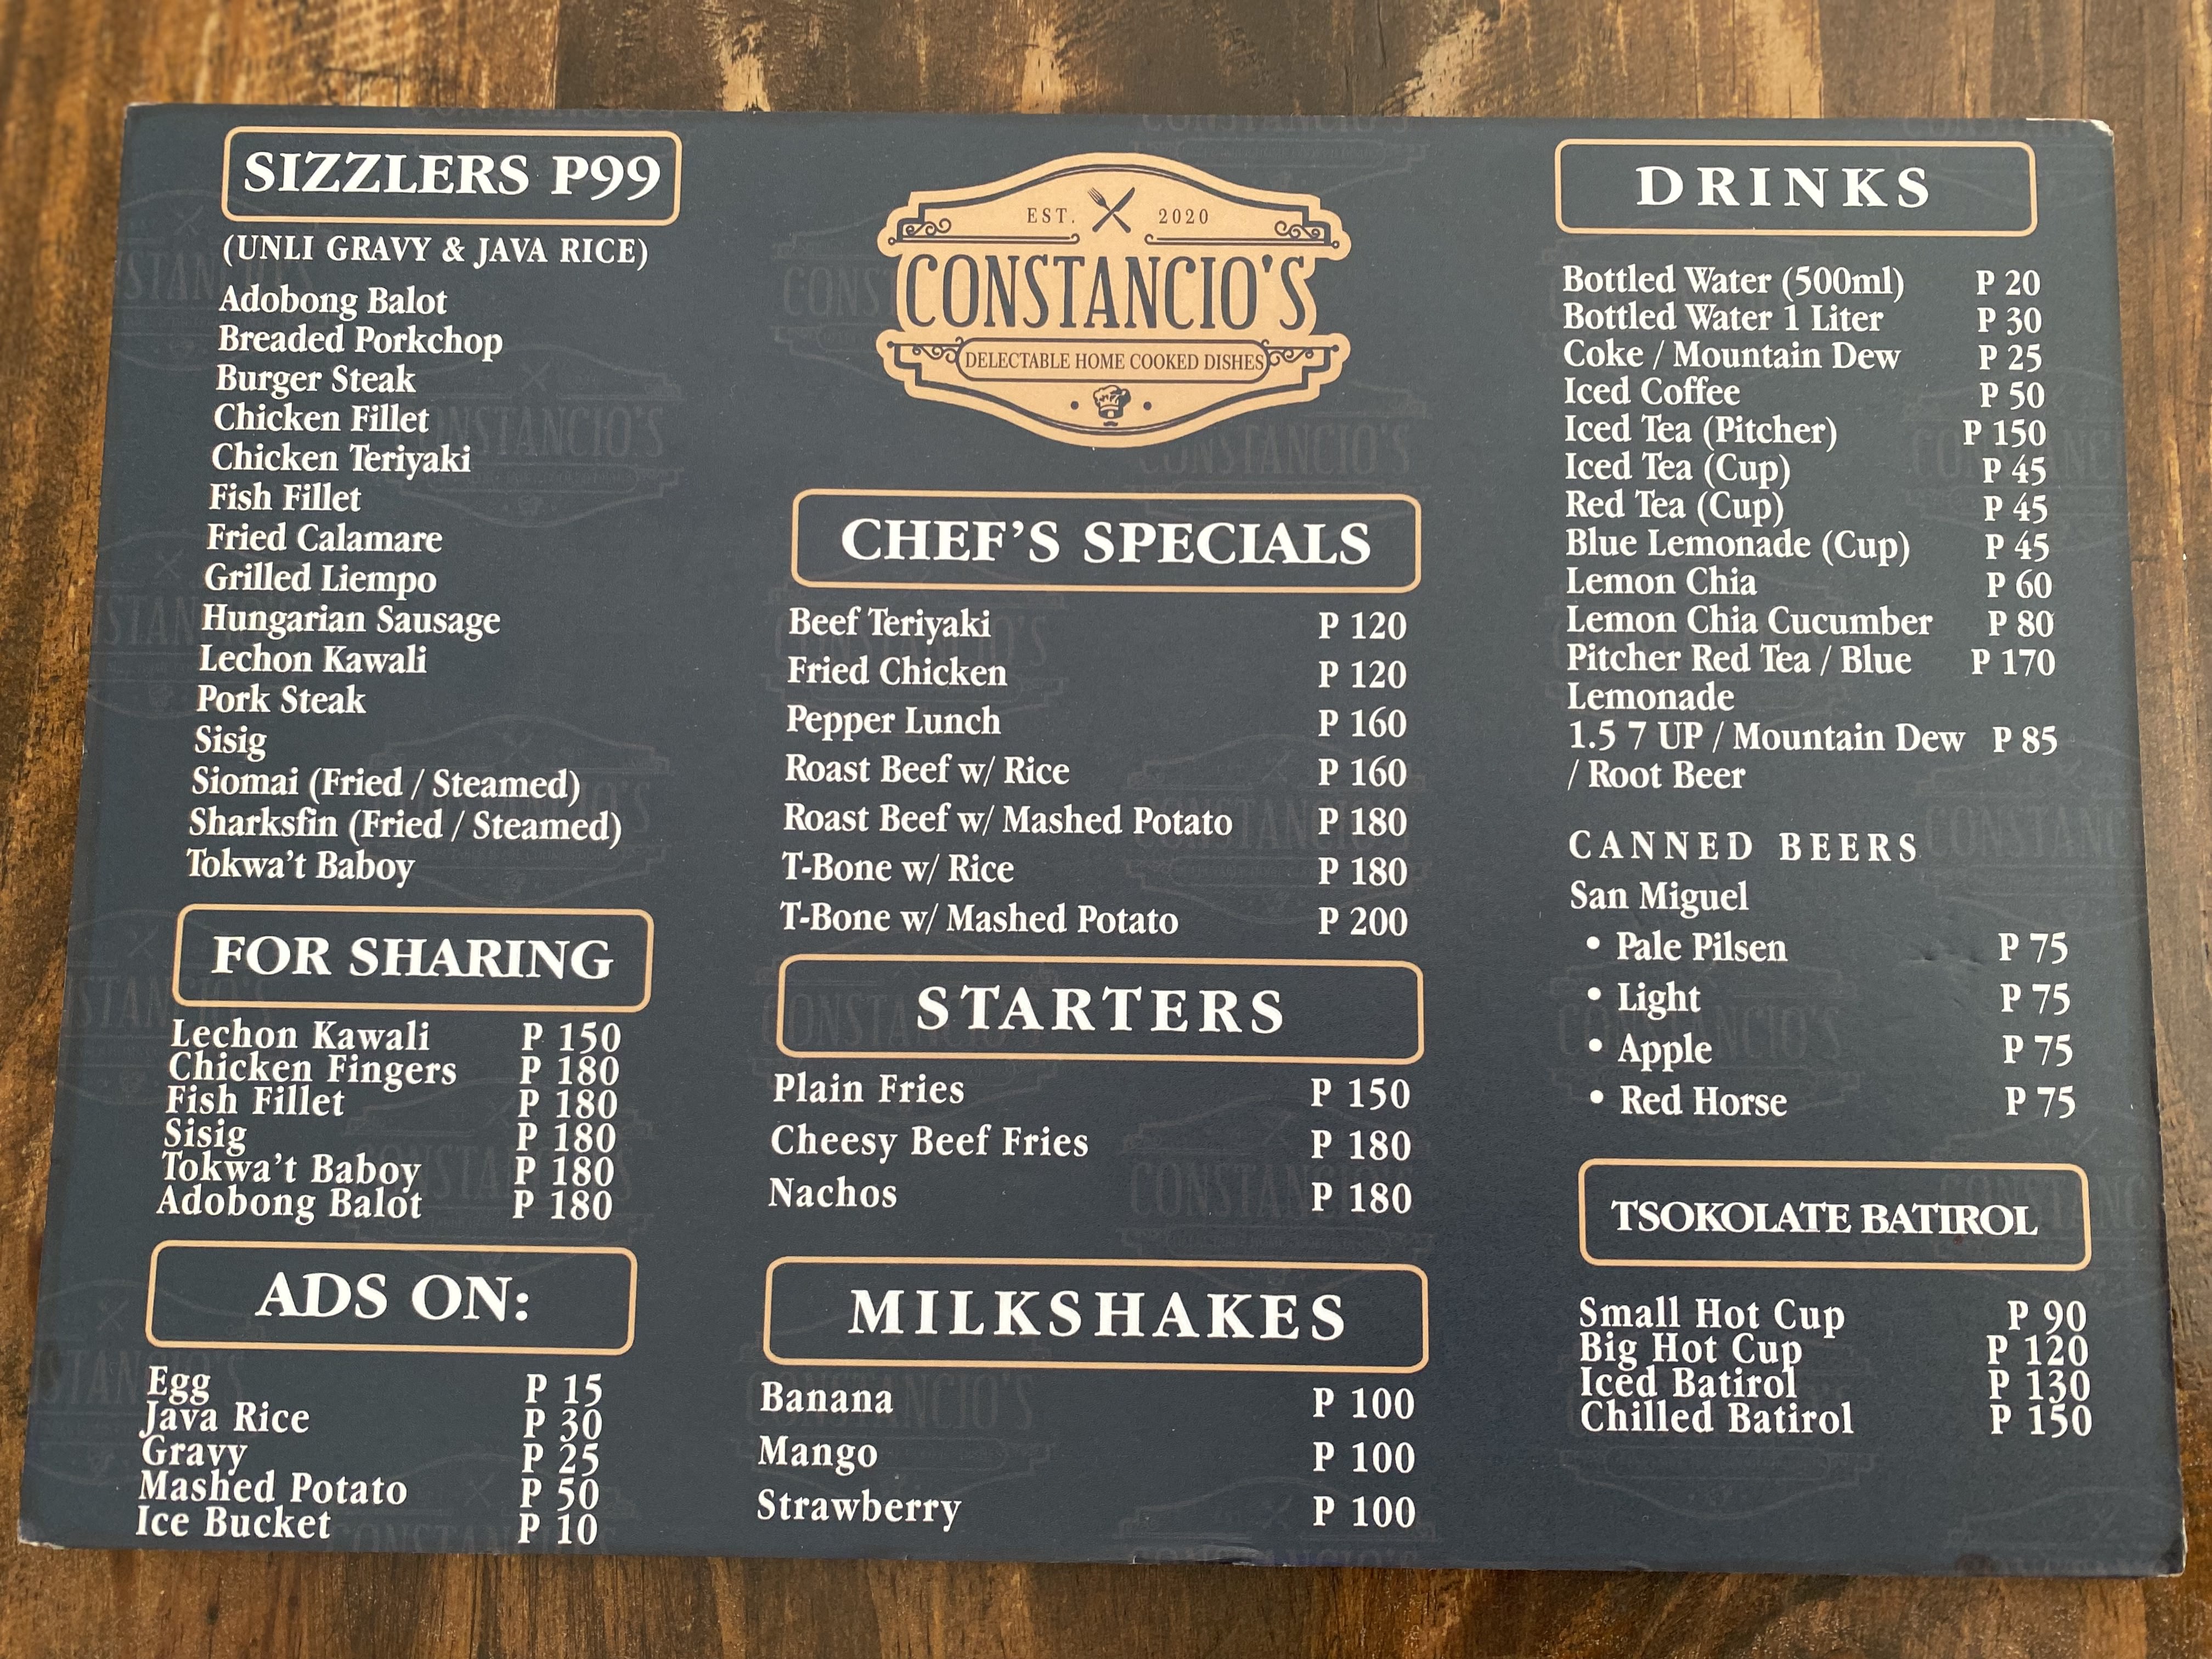 SIZZLERS P99
(UNLI GRAVY & JAVA RICE)
Adobong Balot
Breaded Porkchop
Burger Steak
Chicken Fillet
Chicken Teriyaki
Fish Fillet
Fried Calamare
Grilled Liempo
Hungarian Sausage
Lechon Kawali
Pork Steak
Sisig
Siomai (Fried / Steamed)
Sharksfin (Fried / Steamed)
Tokwa't Baboy
FOR SHARING
Lechon Kawali P 150
Chicken Fingers P 180
Fish Fillet P 180
Sisig P 180
Tokwa't Baboy P 180
Adobong Balot P 180
ADS ON:
Egg P 15
Java Rice P 30
Gravy P 25
Mashed Potato P 50
Ice Bucket P 10
EST. 2020
CONSTANCIO'S
DELECTABLE HOME COOKED DISHES
CHEF'S SPECIALS
Beef Teriyaki P 120
Fried Chicken P 120
Pepper Lunch P 160
Roast Beef w/ Rice P 160
Roast Beef w/ Mashed Potato P 180
T-Bone w/ Rice P 180
T-Bone w/ Mashed Potato P 200
STARTERS
Plain Fries P 150
Cheesy Beef Fries P 180
Nachos P 180
MILKSHAKES
Banana P 100
Mango P 100
Strawberry P 100
DRINKS
Bottled Water (500ml) P 20
Bottled Water 1 Liter P 30
Coke / Mountain Dew P 25
Iced Coffee P 50
Iced Tea (Pitcher) P 150
Iced Tea (Cup) P 45
Red Tea (Cup) P 45
Blue Lemonade (Cup) P 45
Lemon Chia P 60
Lemon Chia Cucumber P 80
Pitcher Red Tea / Blue P 170
Lemonade
1.5 7 UP / Mountain Dew P 85
/ Root Beer
CANNED BEERS
San Miguel
• Pale Pilsen P 75
• Light P 75
• Apple P 75
• Red Horse P 75
TSOKOLATE BATIROL
Small Hot Cup P 90
Big Hot Cup P 120
Iced Batirol P 130
Chilled Batirol P 150